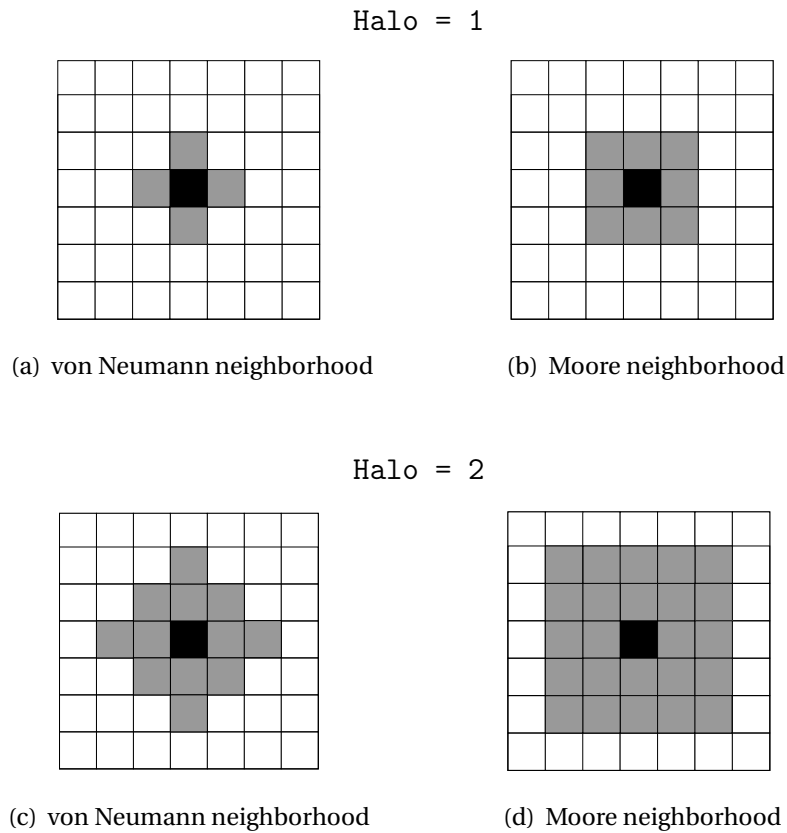 Halo = 1
(a) von Neumann neighborhood
(b) Moore neighborhood
Halo = 2
(c) von Neumann neighborhood
(d) Moore neighborhood